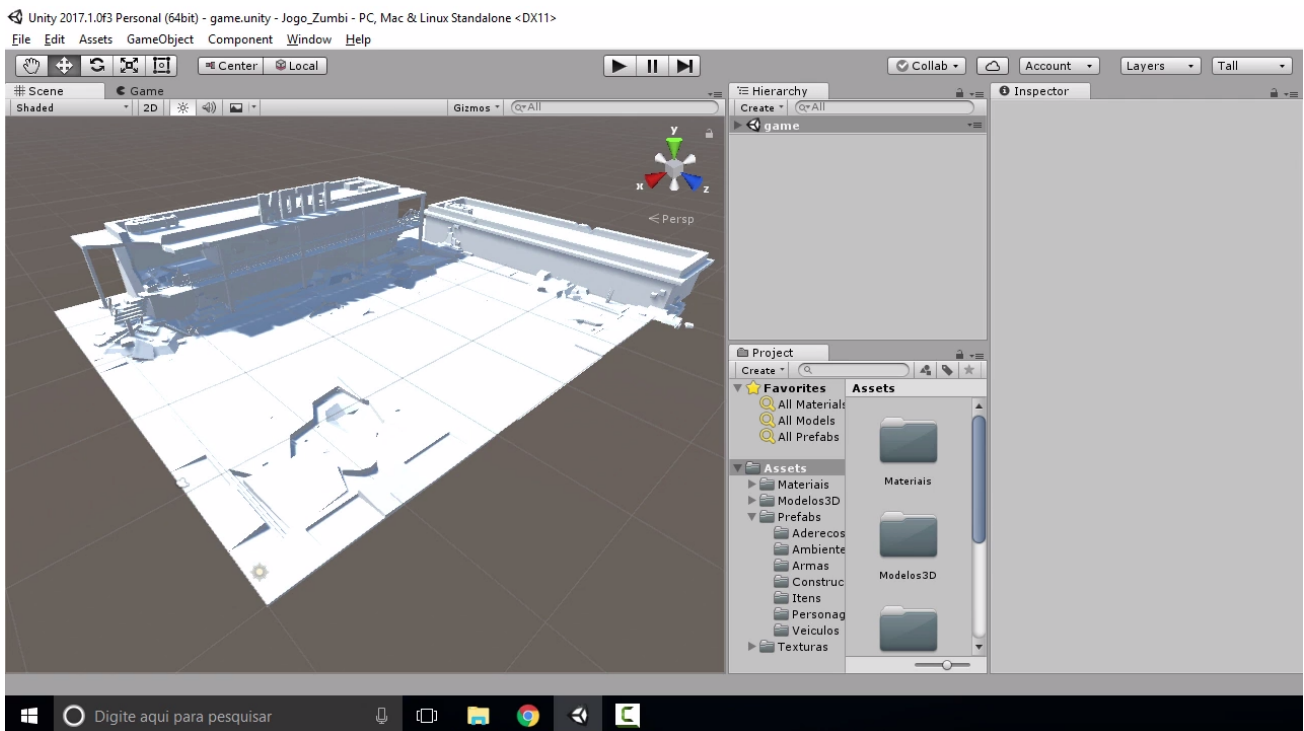 Unity 2017.1.0f3 Personal (64bit) - game.unity - Jogo_Zumbi - PC, Mac & Linux Standalone <DX11>
File Edit Assets GameObject Component Window Help
Center Local Collab Account Layers Tall
Scene Game
Shaded 2D Gizmos All
y
x
z
Persp
MOTEL
Hierarchy
Create All
game
Project
Create
Favorites
All Materials
All Models
All Prefabs
Assets
Materiais
Modelos3D
Prefabs
Aderecos
Ambiente
Armas
Construc
Itens
Personag
Veiculos
Texturas
Assets
Materiais
Modelos3D
Inspector
Digite aqui para pesquisar